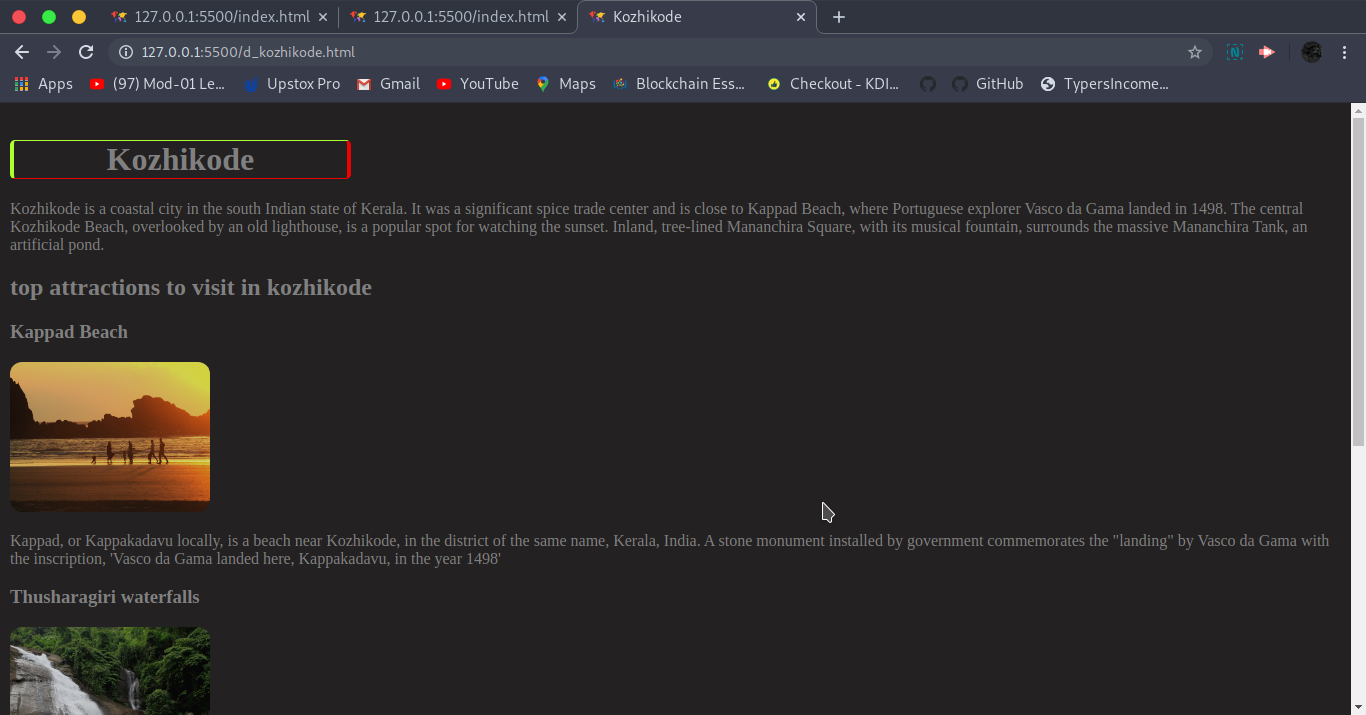 127.0.0.1:5500/index.html
127.0.0.1:5500/index.html
Kozhikode
127.0.0.1:5500/d_kozhikode.html
Apps (97) Mod-01 Le... Upstox Pro Gmail YouTube Maps Blockchain Ess... Checkout - KDI... GitHub TypersIncome...
Kozhikode
Kozhikode is a coastal city in the south Indian state of Kerala. It was a significant spice trade center and is close to Kappad Beach, where Portuguese explorer Vasco da Gama landed in 1498. The central
Kozhikode Beach, overlooked by an old lighthouse, is a popular spot for watching the sunset. Inland, tree-lined Mananchira Square, with its musical fountain, surrounds the massive Mananchira Tank, an
artificial pond.
top attractions to visit in kozhikode
Kappad Beach
Kappad, or Kappakadavu locally, is a beach near Kozhikode, in the district of the same name, Kerala, India. A stone monument installed by government commemorates the "landing" by Vasco da Gama with
the inscription, 'Vasco da Gama landed here, Kappakadavu, in the year 1498'
Thusharagiri waterfalls